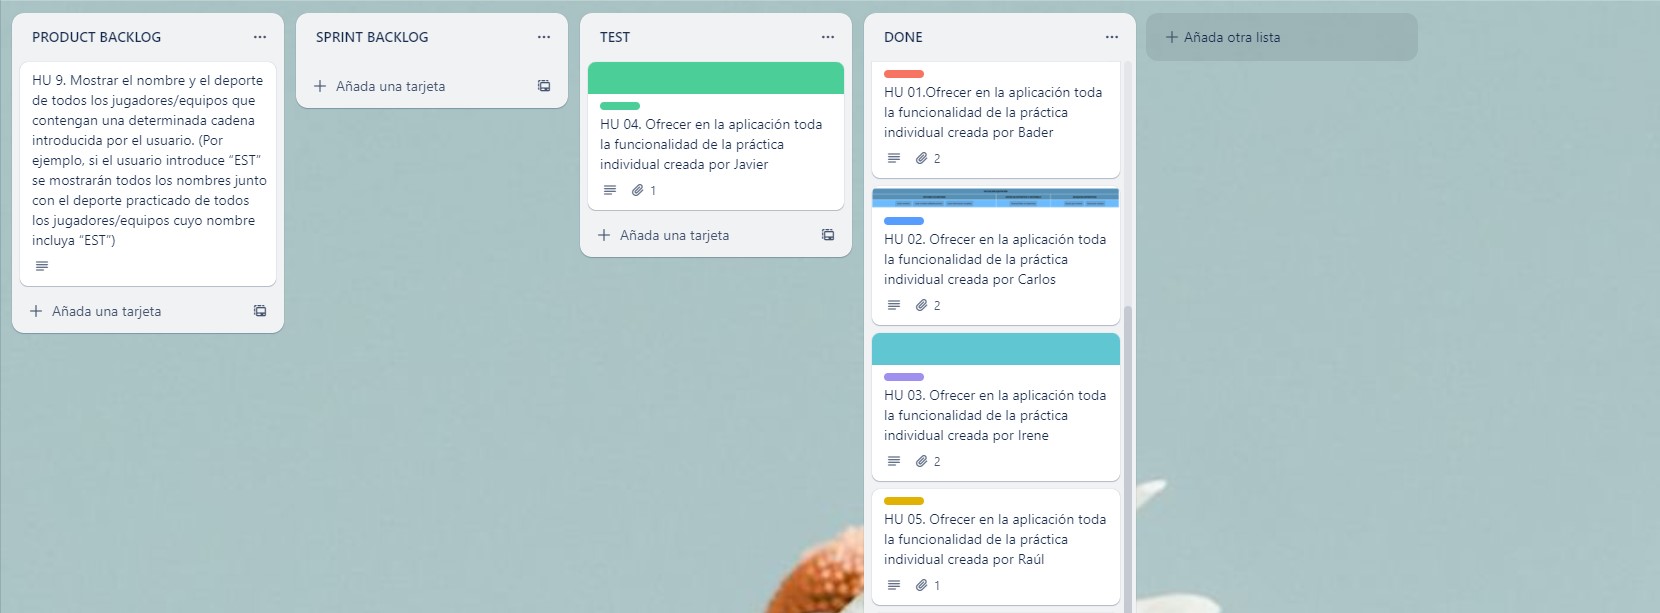 PRODUCT BACKLOG
HU 9. Mostrar el nombre y el deporte
de todos los jugadores/equipos que
contengan una determinada cadena
introducida por el usuario. (Por
ejemplo, si el usuario introduce “EST”
se mostrarán todos los nombres junto
con el deporte practicado de todos
los jugadores/equipos cuyo nombre
incluya “EST”)
Añada una tarjeta
SPRINT BACKLOG
Añada una tarjeta
TEST
HU 04. Ofrecer en la aplicación toda
la funcionalidad de la práctica
individual creada por Javier
1
Añada una tarjeta
DONE
HU 01.Ofrecer en la aplicación toda
la funcionalidad de la práctica
individual creada por Bader
2
HU 02. Ofrecer en la aplicación toda
la funcionalidad de la práctica
individual creada por Carlos
2
HU 03. Ofrecer en la aplicación toda
la funcionalidad de la práctica
individual creada por Irene
2
HU 05. Ofrecer en la aplicación toda
la funcionalidad de la práctica
individual creada por Raúl
1
Añada otra lista